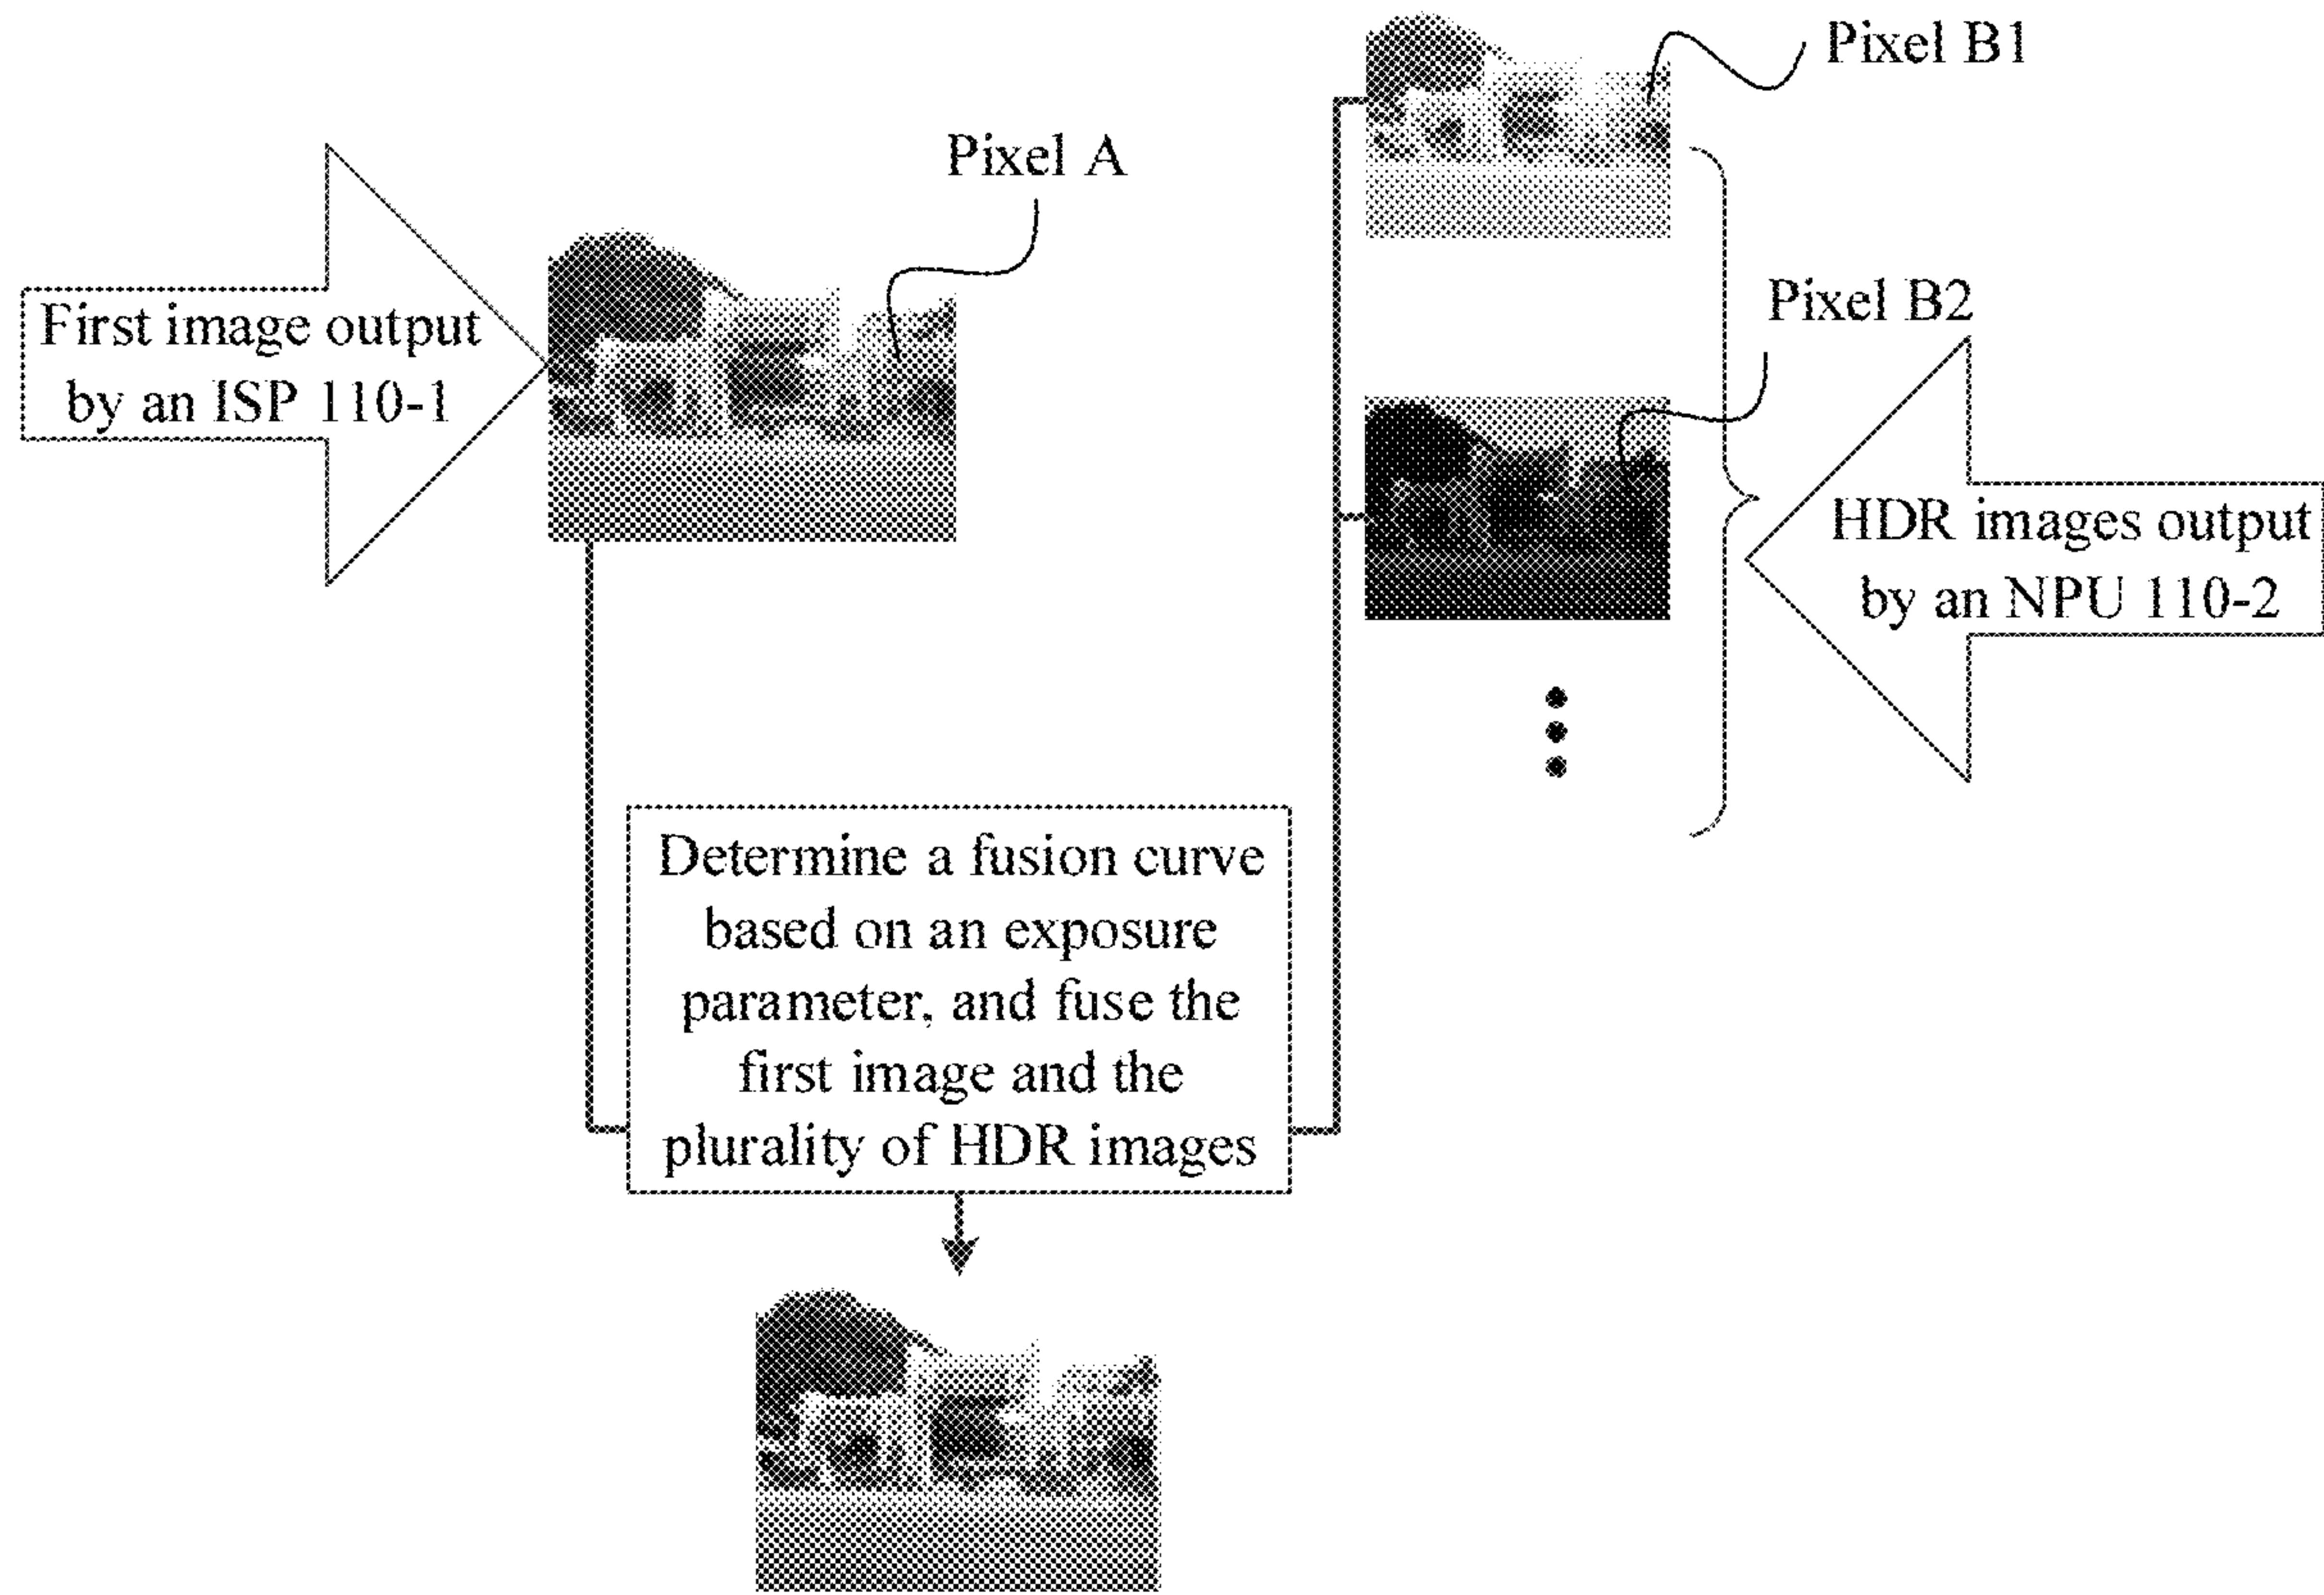 Pixel B1
Pixel A
First image output
by an ISP 110-1
Pixel B2
HDR images output
by an NPU 110-2
Determine a fusion curve
based on an exposure
parameter, and fuse the
first image and the
plurality of HDR images